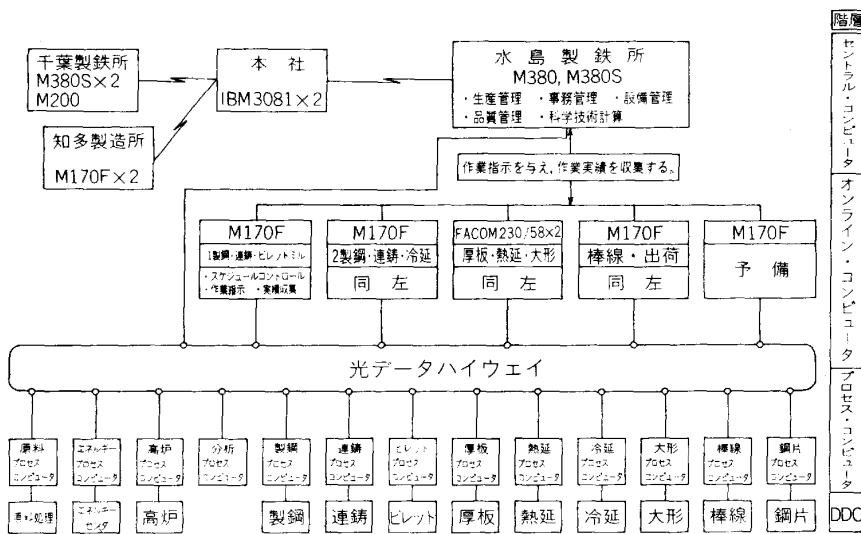 階層
千葉製鉄所
M380S×2
M200
本社
IBM3081×2
水島製鉄所
M380, M380S
・生産管理 ・事務管理 ・設備管理
・品質管理 ・科学技術計算
知多製造所
M170F×2
作業指示を与え,作業実績を収集する。
セントラル・コンピュータ
オンライン・コンピュータ
プロセス・コンピュータ
DDC
M170F
1製鋼・連鋳・ビレットミル
・スケジュールコントロール
・作業指示 ・実績収集
M170F
2製鋼・連鋳・冷延
同左
FACOM230/58×2
厚板・熱延・大形
同左
M170F
棒線・出荷
同左
M170F
予備
光データハイウェイ
原料
プロセス
コンピュータ
エネルギー
プロセス
コンピュータ
高炉
プロセス
コンピュータ
分析
プロセス
コンピュータ
製鋼
プロセス
コンピュータ
連鋳
プロセス
コンピュータ
ビレット
プロセス
コンピュータ
厚板
プロセス
コンピュータ
熱延
プロセス
コンピュータ
冷延
プロセス
コンピュータ
大形
プロセス
コンピュータ
棒線
プロセス
コンピュータ
鋼片
プロセス
コンピュータ
原料処理
エネルギー
センタ
高炉
製鋼
連鋳
ビレット
厚板
熱延
冷延
大形
棒線
鋼片